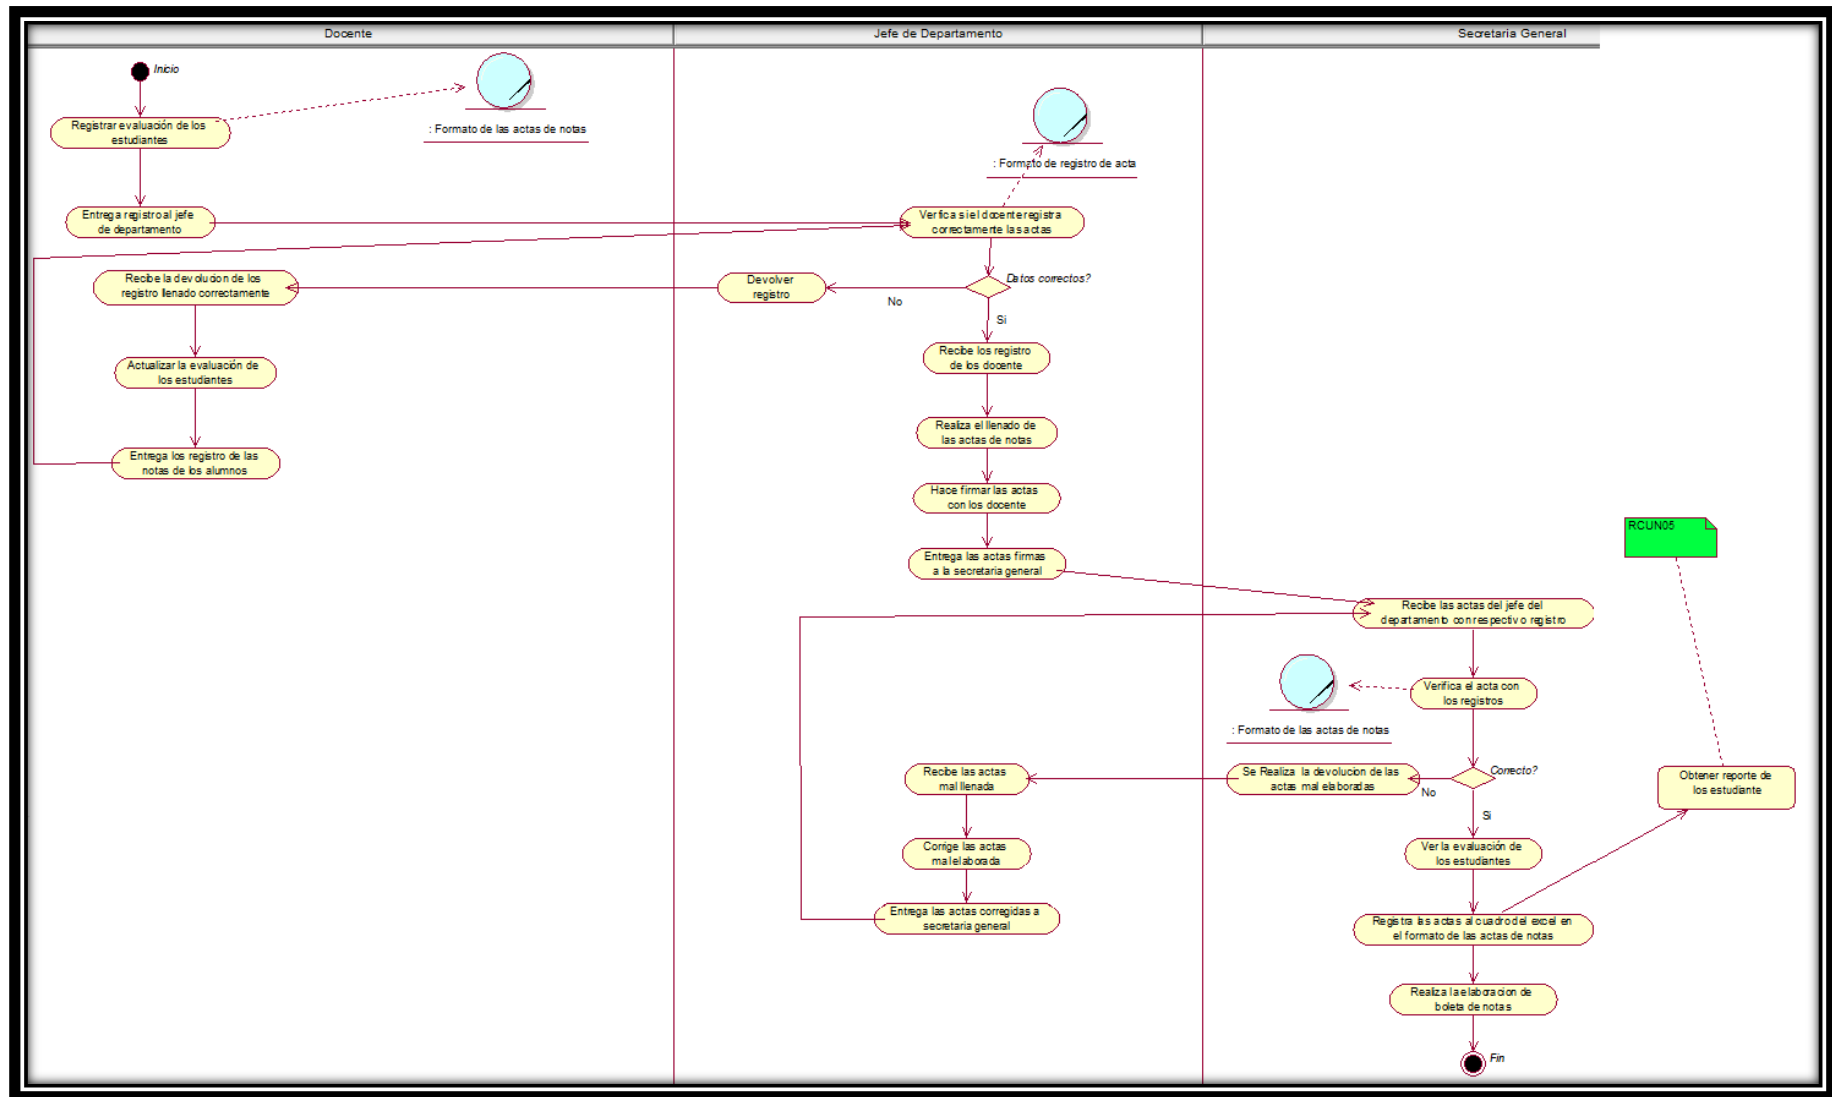 Docente
Jefe de Departamento
Secretaria General
Inicio
: Formato de las actas de notas
Registrar evaluación de los
estudiantes
: Formato de registro de acta
Entrega registro al jefe
de departamento
Verfica si el docente registra
correctamente las actas
Recibe la devolucion de los
registro llenado correctamente
Devolver
registro
No
Datos correctos?
Si
Actualizar la evaluación de
los estudiantes
Recibe los registro
de los docente
Entrega los registro de las
notas de los alumnos
Realiza el llenado de
las actas de notas
Hace firmar las actas
con los docente
RCUN05
Entrega las actas firmas
a la secretaria general
Recibe las actas del jefe del
departamento con respectivo registro
Verifica el acta con
los registros
: Formato de las actas de notas
Recibe las actas
mal llenada
Se Realiza la devolucion de las
actas mal elaboradas
No
Correcto?
Si
Obtener reporte de
los estudiante
Corrige las actas
mal elaborada
Ver la evaluación de
los estudiantes
Entrega las actas corregidas a
secretaria general
Registra las actas al cuadro del excel en
el formato de las actas de notas
Realiza la elaboracion de
boleta de notas
Fin